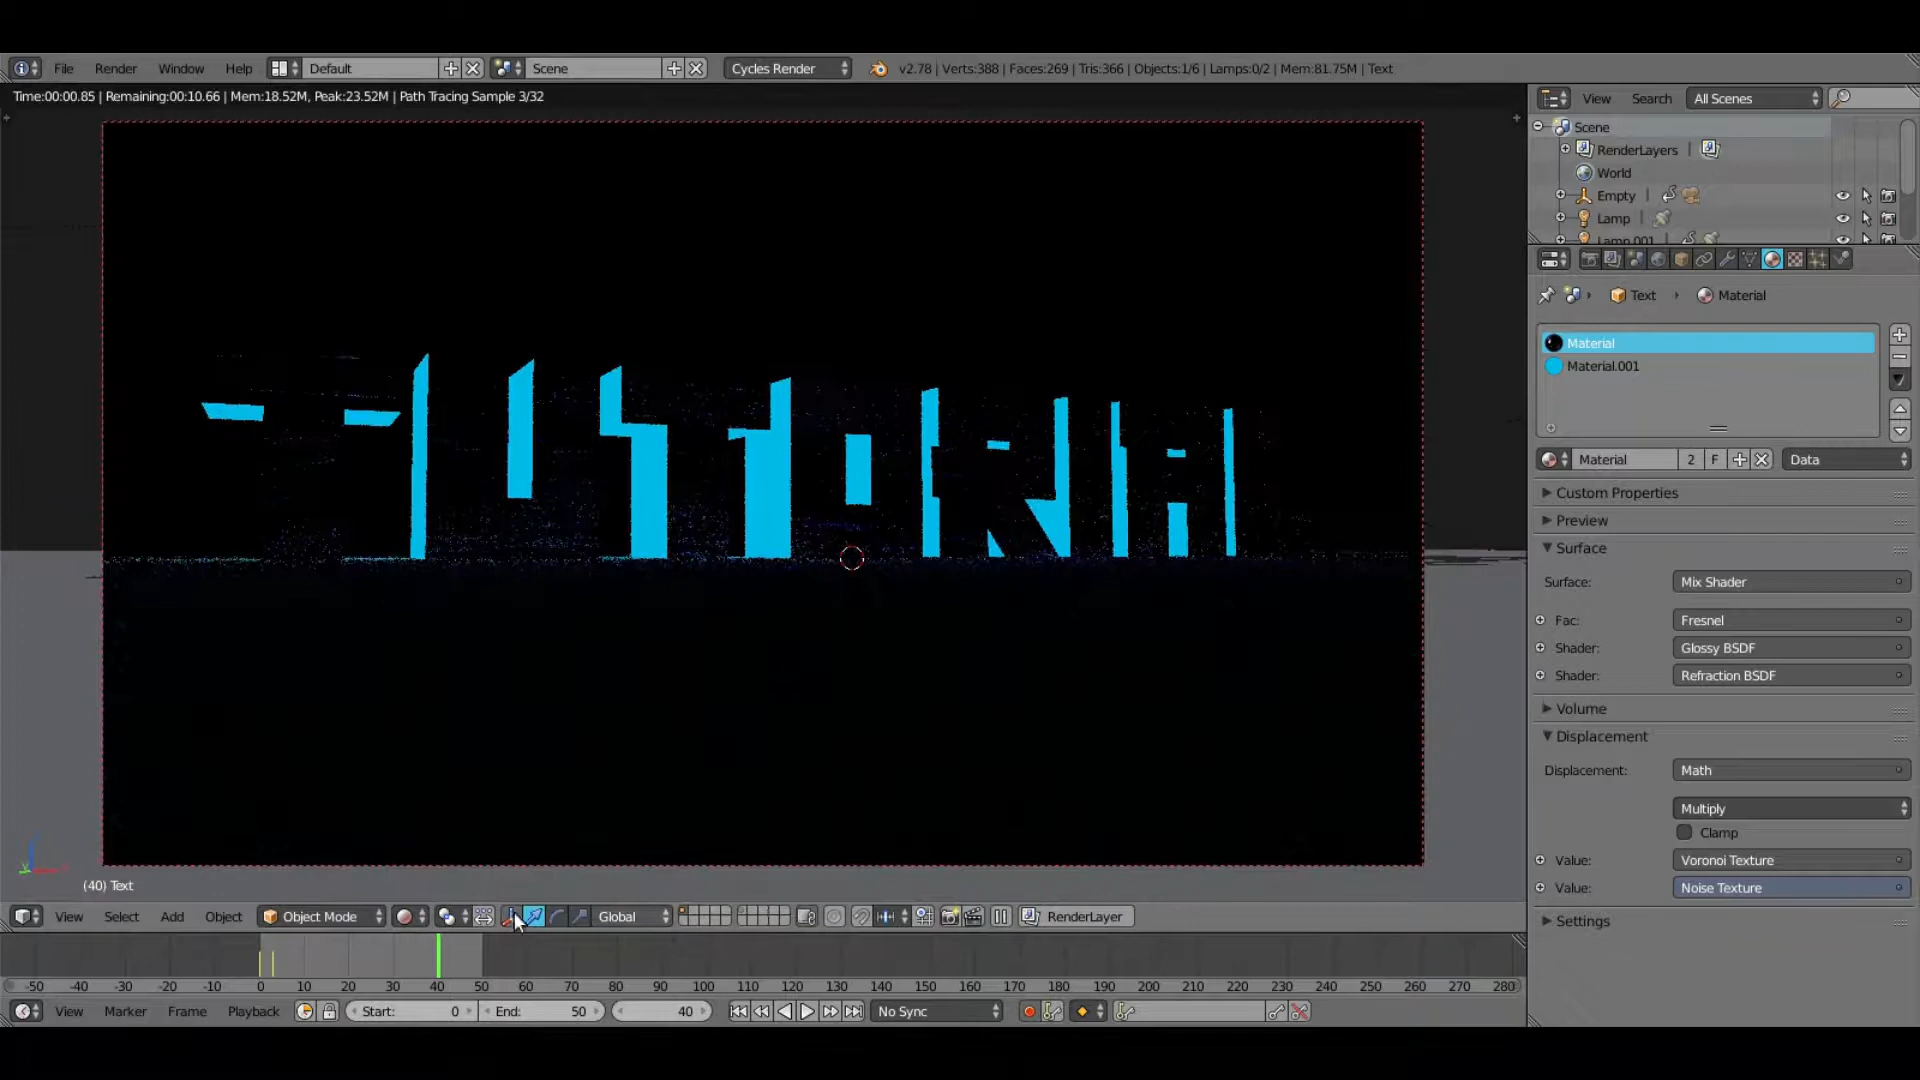 File Render Window Help Default Scene Cycles Render v2.78 | Verts:388 | Faces:269 | Tris:366 | Objects:1/6 | Lamps:0/2 | Mem:81.75M | Text
Time:00:00.85 | Remaining:00:10.66 | Mem:18.52M, Peak:23.52M | Path Tracing Sample 3/32
View Search All Scenes
Scene
RenderLayers |
World
Empty |
Lamp |
Lamp.001 |
Text Material
Material
Material.001
Material 2 F Data
Custom Properties
Preview
Surface
Surface: Mix Shader
Fac: Fresnel
Shader: Glossy BSDF
Shader: Refraction BSDF
Volume
Displacement
Displacement: Math
Multiply
Clamp
Value: Voronoi Texture
Value: Noise Texture
Settings
TUTORIAL
(40) Text
View Select Add Object Object Mode Global RenderLayer
-50 -40 -30 -20 -10 0 10 20 30 40 50 60 70 80 90 100 110 120 130 140 150 160 170 180 190 200 210 220 230 240 250 260 270 280
View Marker Frame Playback Start: 0 End: 50 40 No Sync